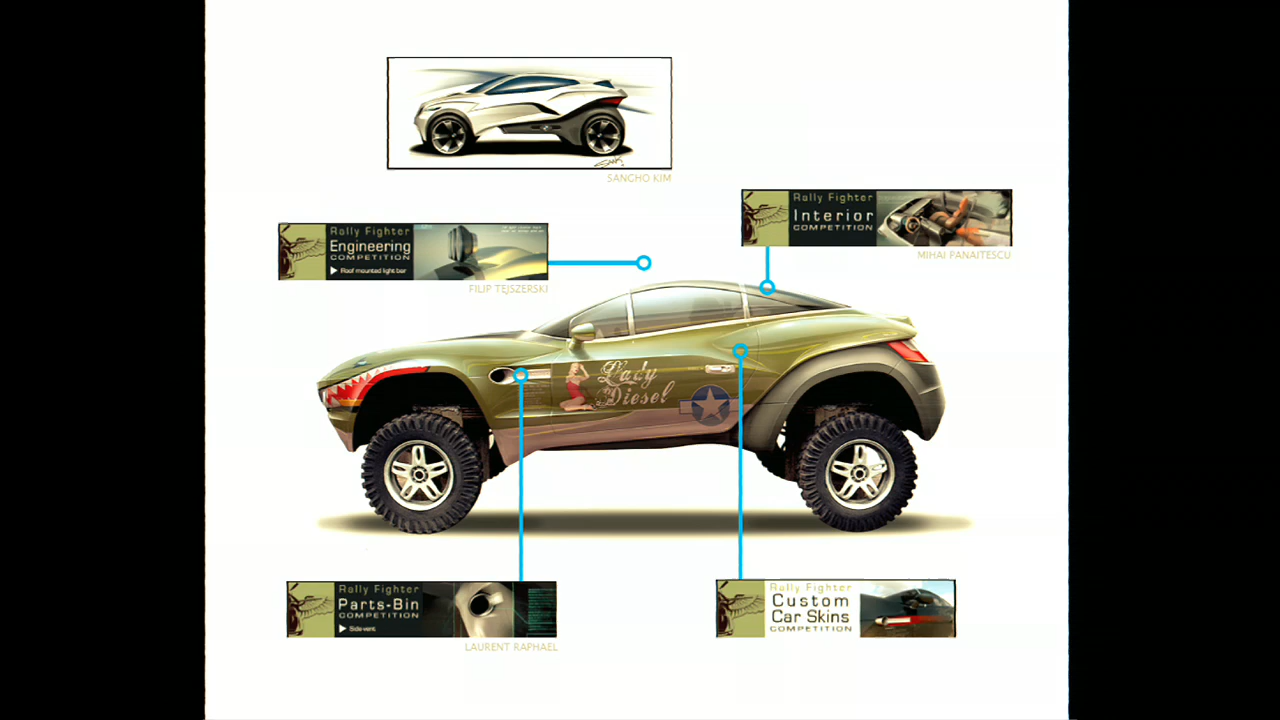 SANCHO KIM
Rally Fighter
Interior
COMPETITION
MIHAI PANAITESCU
Rally Fighter
Engineering
COMPETITION
Roof mounted light bar
FILIP TEJSZERSKI
Lady
Diesel
Rally Fighter
Parts-Bin
COMPETITION
Side vent
LAURENT RAPHAEL
Rally Fighter
Custom
Car Skins
COMPETITION